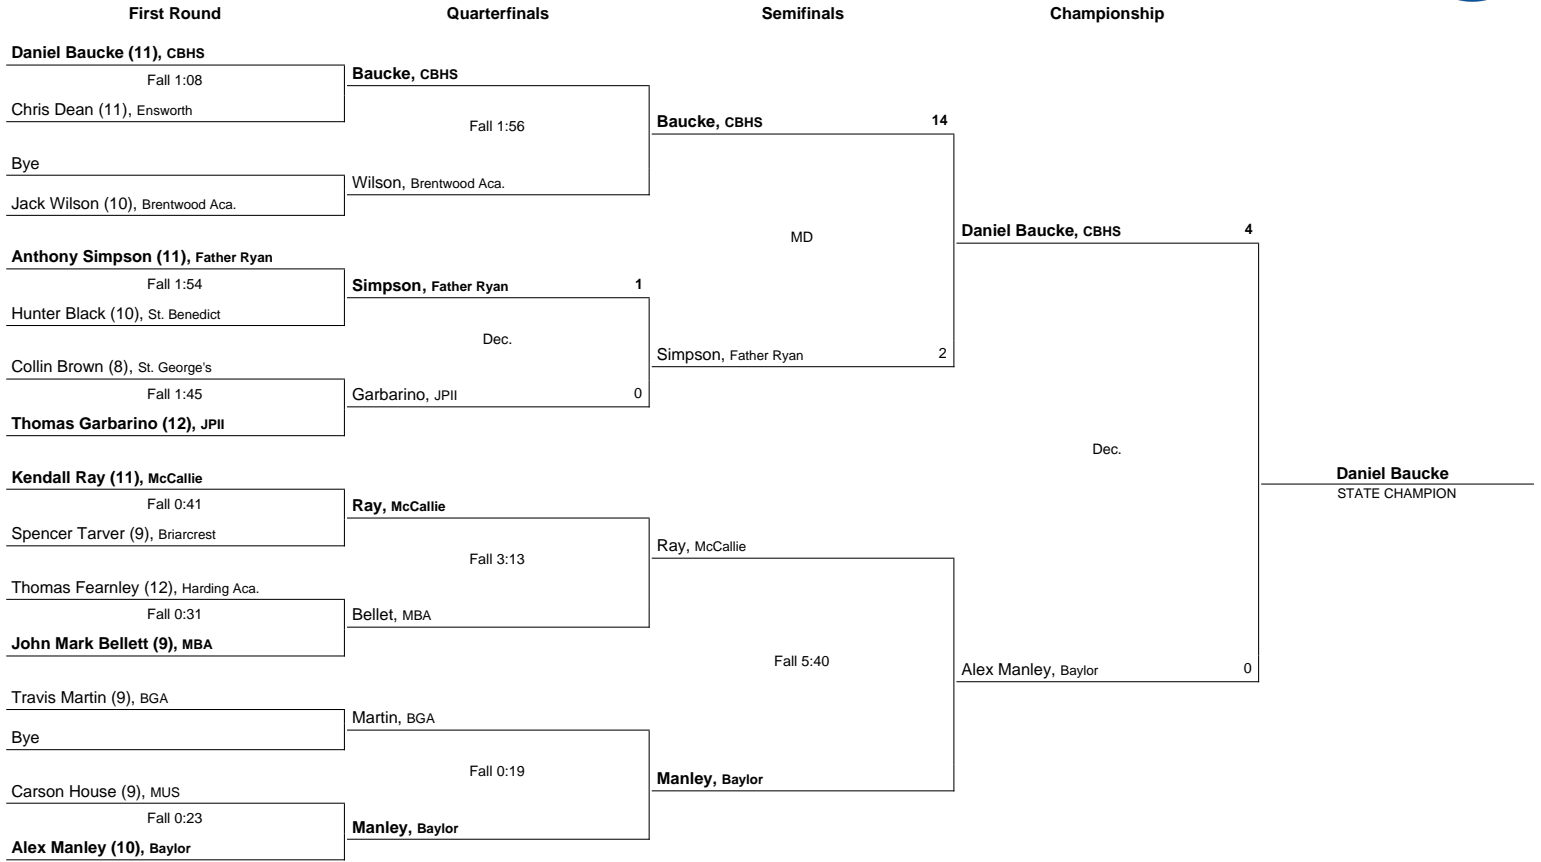 First Round Quarterfinals Semifinals Championship
Daniel Baucke (11), CBHS
Fall 1:08
Chris Dean (11), Ensworth
Bye
Jack Wilson (10), Brentwood Aca.
Anthony Simpson (11), Father Ryan
Fall 1:54
Hunter Black (10), St. Benedict
Collin Brown (8), St. George's
Fall 1:45
Thomas Garbarino (12), JPII
Kendall Ray (11), McCallie
Fall 0:41
Spencer Tarver (9), Briarcrest
Thomas Fearnley (12), Harding Aca.
Fall 0:31
John Mark Bellett (9), MBA
Travis Martin (9), BGA
Bye
Carson House (9), MUS
Fall 0:23
Alex Manley (10), Baylor
Baucke, CBHS
Fall 1:56
Wilson, Brentwood Aca.
Simpson, Father Ryan 1
Dec.
Garbarino, JPII 0
Ray, McCallie
Fall 3:13
Bellet, MBA
Martin, BGA
Fall 0:19
Manley, Baylor
Baucke, CBHS 14
MD
Simpson, Father Ryan 2
Ray, McCallie
Fall 5:40
Manley, Baylor
Daniel Baucke, CBHS 4
Dec.
Alex Manley, Baylor 0
Daniel Baucke
STATE CHAMPION